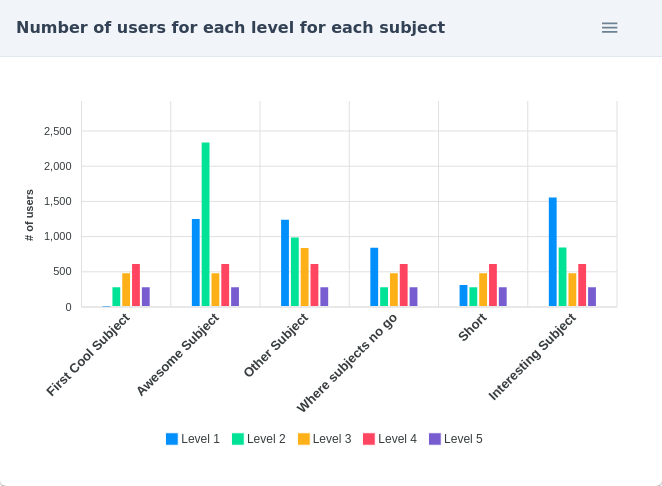 Number of users for each level for each subject
# of users
2,500
2,000
1,500
1,000
500
0
First Cool Subject
Awesome Subject
Other Subject
Where subjects no go
Short
Interesting Subject
Level 1 Level 2 Level 3 Level 4 Level 5